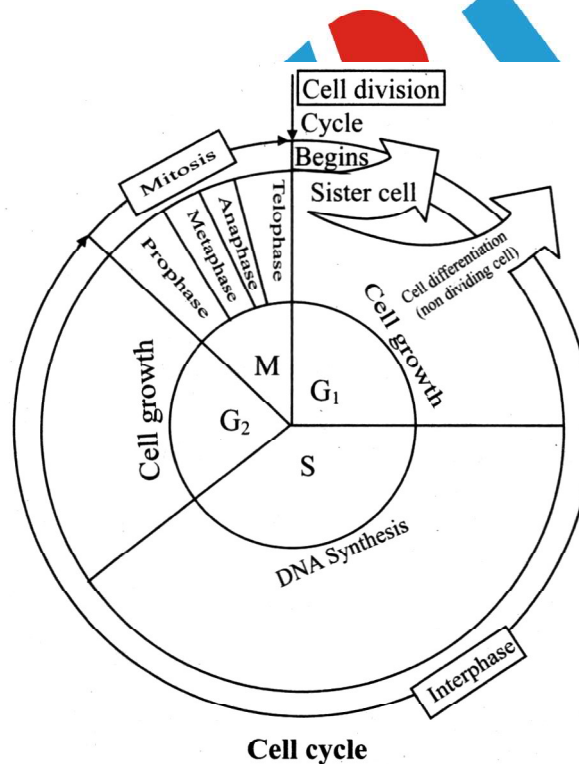 Cell division
Cycle
Begins
Sister cell
Mitosis
Prophase
Metaphase
Anaphase
Telophase
Cell differentiation
(non dividing cell)
Cell growth
Cell growth
M
G₁
G₂
S
DNA Synthesis
Interphase
Cell cycle